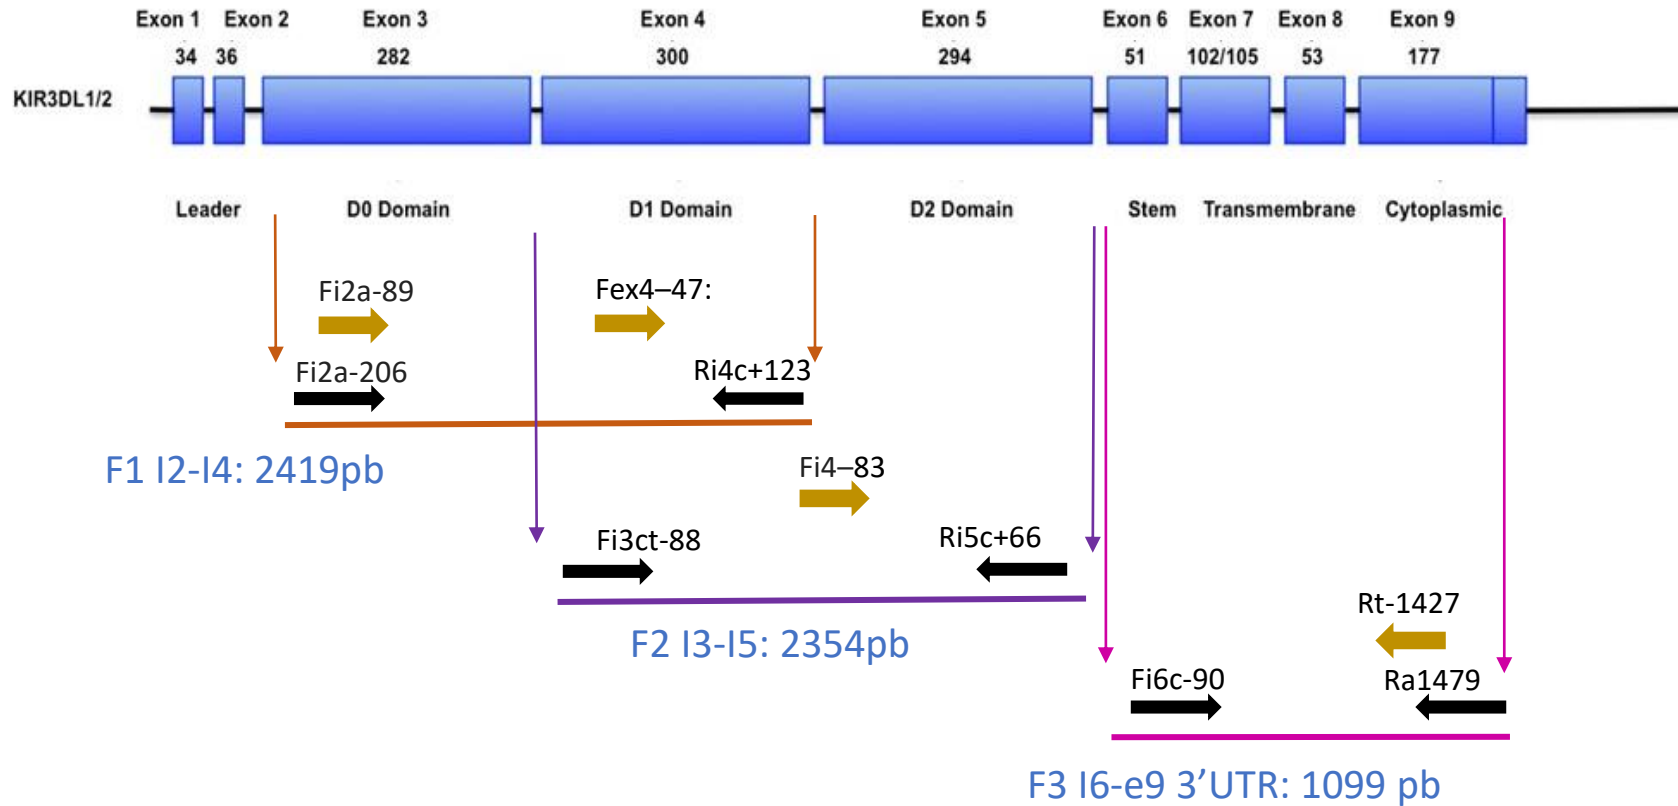 Exon 1 Exon 2 Exon 3 Exon 4 Exon 5 Exon 6 Exon 7 Exon 8 Exon 9
34 36 282 300 294 51 102/105 53 177
KIR3DL1/2
Leader D0 Domain D1 Domain D2 Domain Stem Transmembrane Cytoplasmic
Fi2a-89 Fex4–47:
Fi2a-206 Ri4c+123
F1 I2-I4: 2419pb
Fi4–83
Fi3ct-88 Ri5c+66
F2 I3-I5: 2354pb
Rt-1427
Fi6c-90 Ra1479
F3 I6-e9 3’UTR: 1099 pb